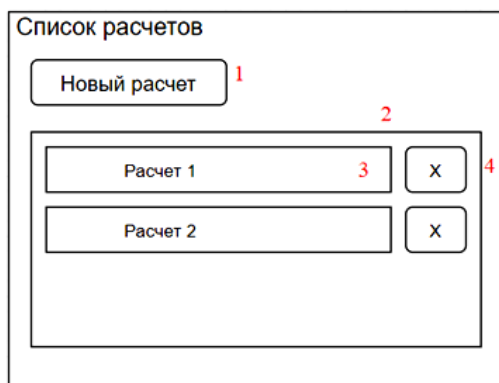 Список расчетов
Новый расчет 1
2
Расчет 1 3 X 4
Расчет 2 X